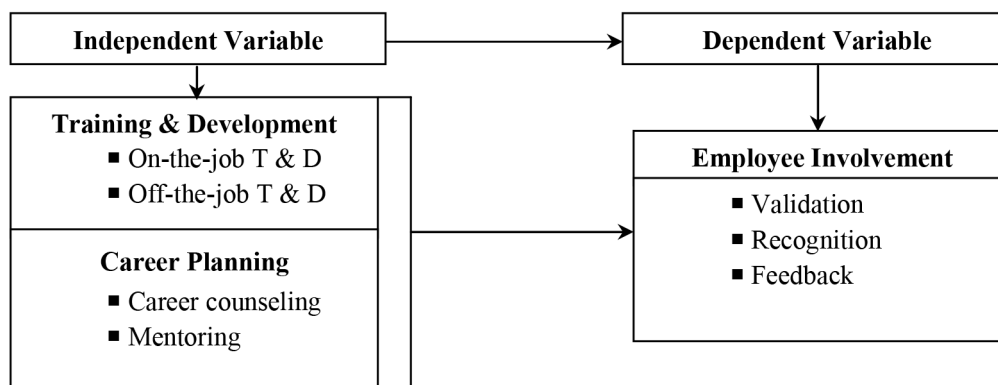 Independent Variable
Dependent Variable
Training & Development
■ On-the-job T & D
■ Off-the-job T & D
Career Planning
■ Career counseling
■ Mentoring
Employee Involvement
■ Validation
■ Recognition
■ Feedback